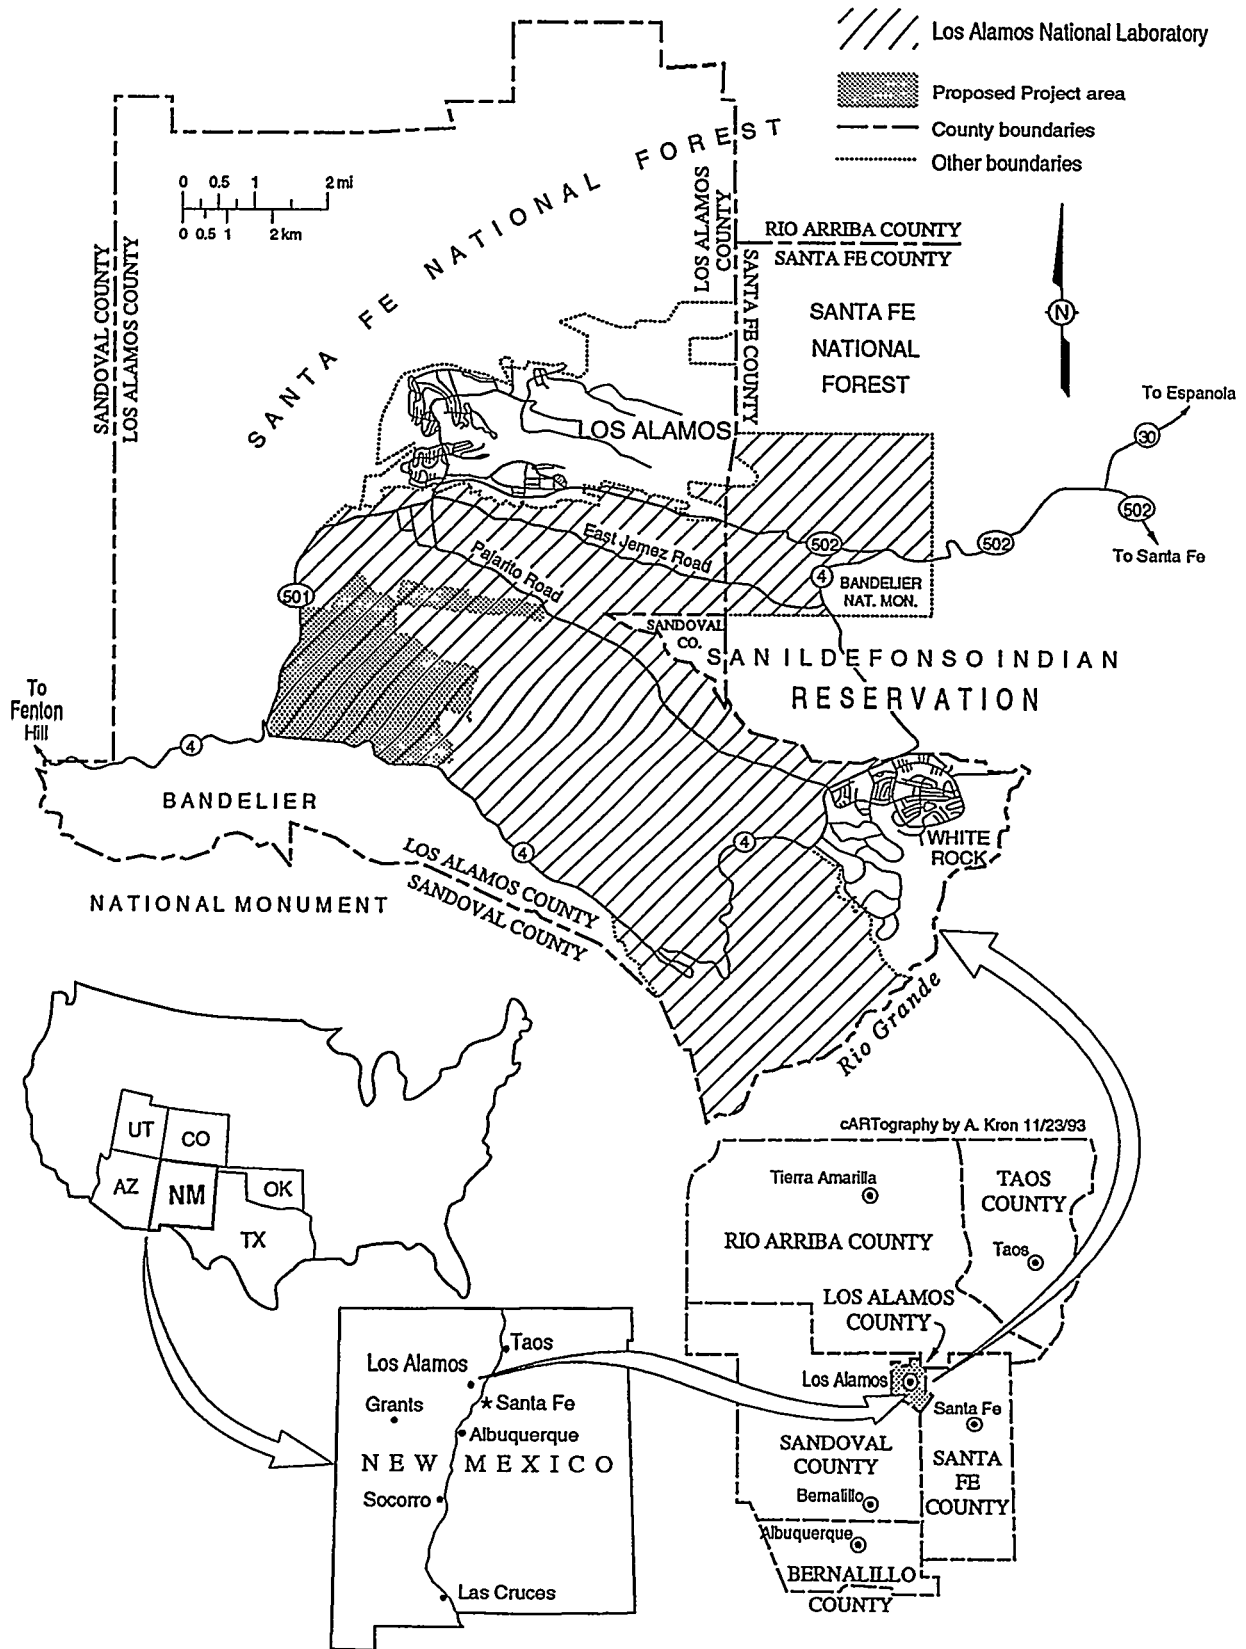 Los Alamos National Laboratory
Proposed Project area
County boundaries
Other boundaries
0 0.5 1 2 mi
0 0.5 1 2 km
SANTA FE NATIONAL FOREST
SANDOVAL COUNTY
LOS ALAMOS COUNTY
LOS ALAMOS
COUNTY
SANTA FE COUNTY
RIO ARRIBA COUNTY
SANTA FE COUNTY
SANTA FE
NATIONAL
FOREST
N
To Espanola
30
502
To Santa Fe
502
502
LOS ALAMOS
East Jemez Road
Pajarito Road
501
4
BANDELIER
NAT. MON.
SANDOVAL
CO.
SAN ILDEFONSO INDIAN
RESERVATION
To
Fenton
Hill
4
BANDELIER
NATIONAL MONUMENT
LOS ALAMOS COUNTY
SANDOVAL COUNTY
4
4
WHITE
ROCK
Rio Grande
cARTography by A. Kron 11/23/93
UT
CO
AZ
NM
OK
TX
Taos
Los Alamos
Grants
Santa Fe
Albuquerque
NEW MEXICO
Socorro
Las Cruces
Tierra Amarilla
TAOS
COUNTY
RIO ARRIBA COUNTY
Taos
LOS ALAMOS
COUNTY
Los Alamos
Santa Fe
SANDOVAL
COUNTY
SANTA
FE
COUNTY
Bernalillo
Albuquerque
BERNALILLO
COUNTY